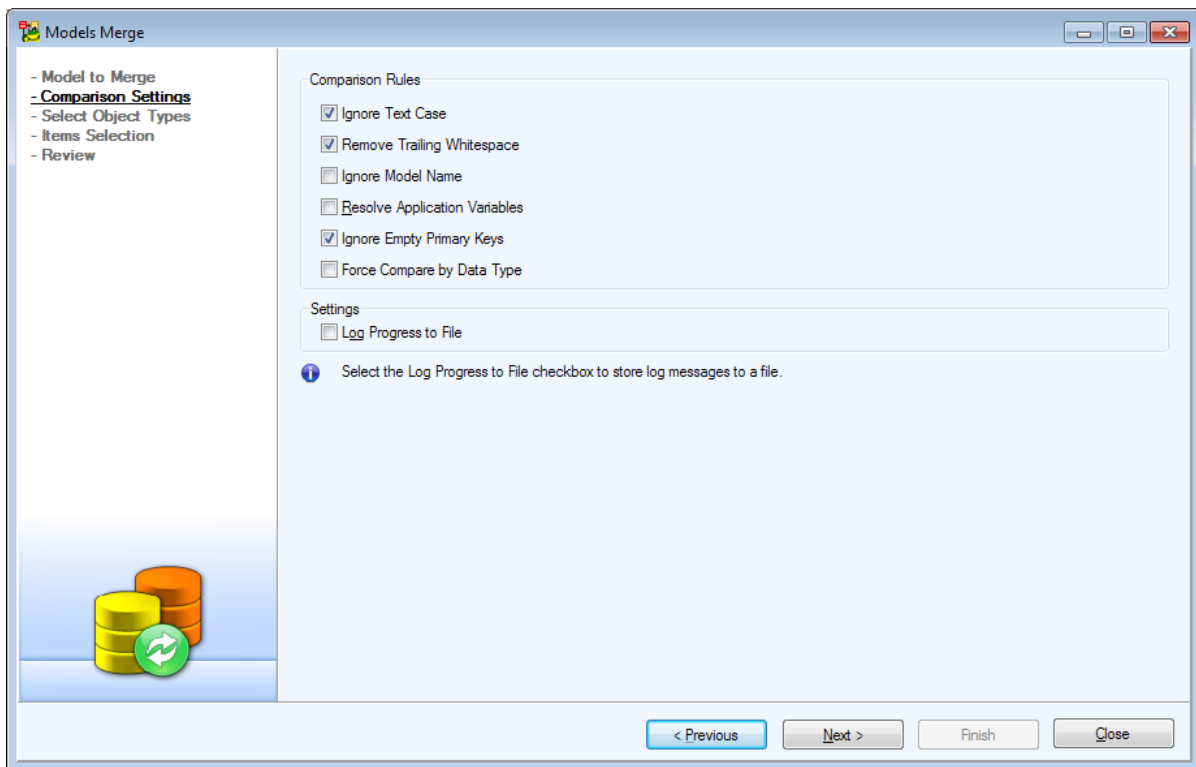 Models Merge
- Model to Merge
- Comparison Settings
- Select Object Types
- Items Selection
- Review
Comparison Rules
Ignore Text Case
Remove Trailing Whitespace
Ignore Model Name
Resolve Application Variables
Ignore Empty Primary Keys
Force Compare by Data Type
Settings
Log Progress to File
Select the Log Progress to File checkbox to store log messages to a file.
< Previous
Next >
Finish
Close